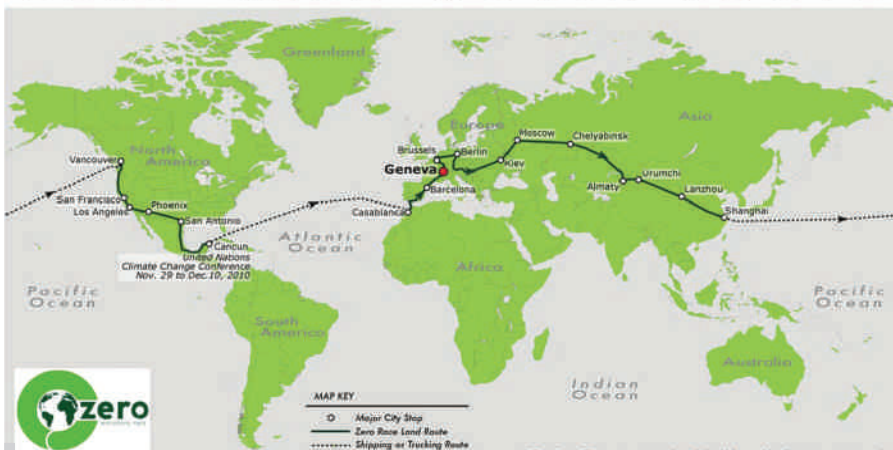 Greenland
Asia
Europe
Moscow
Chelyabinsk
North
America
Vancouver
Brussels
Berlin
Kiev
Geneva
Urumchi
Almaty
Lanzhou
Barcelona
San Francisco
Phoenix
Los Angeles
San Antonio
Casablanca
Shanghai
Cancun
United Nations
Climate Change Conference
Nov. 29 to Dec.10, 2010
Atlantic
Ocean
Africa
Pacific
Ocean
Pacific
Ocean
South
America
Australia
Indian
Ocean
zero
MAP KEY
Major City Stop
Zero Race Land Route
Shipping or Trucking Route